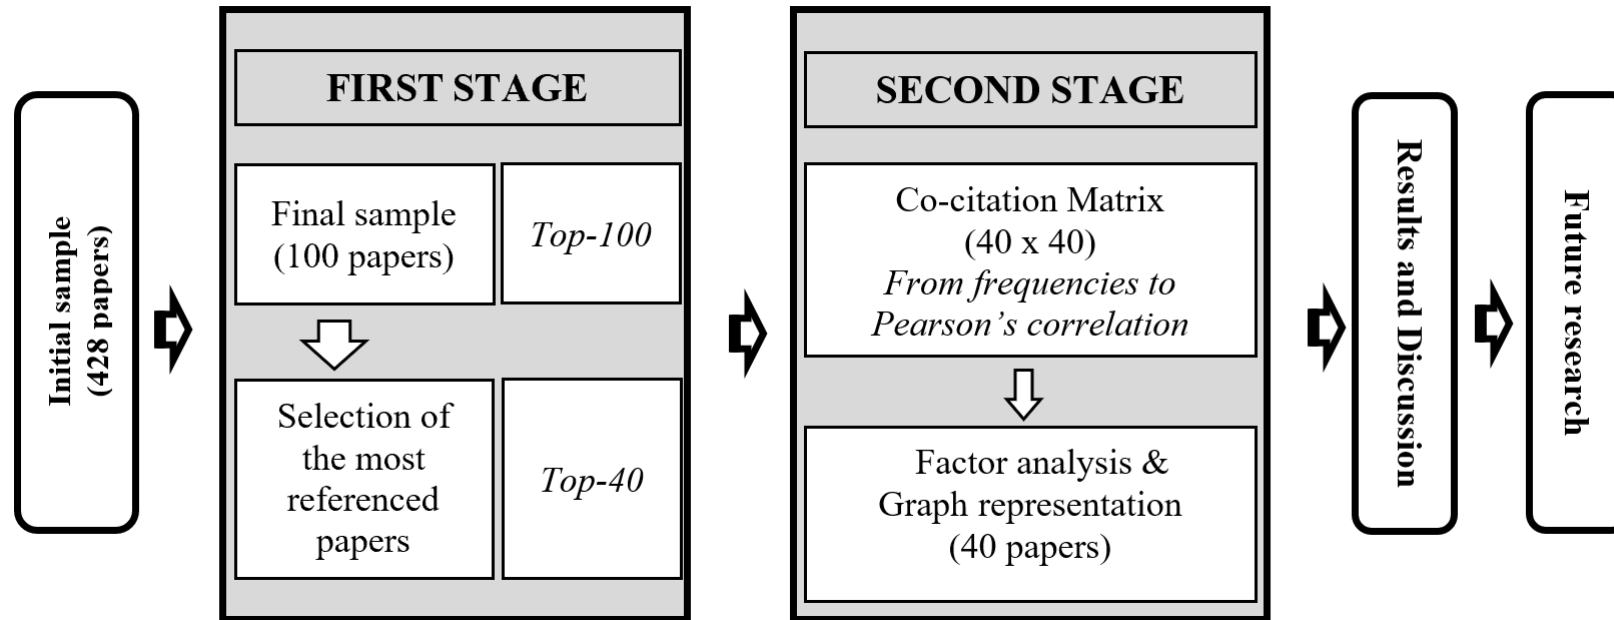 Initial sample
(428 papers)
FIRST STAGE
Final sample
(100 papers)
Top-100
Selection of
the most
referenced
papers
Top-40
SECOND STAGE
Co-citation Matrix
(40 x 40)
From frequencies to
Pearson’s correlation
Factor analysis &
Graph representation
(40 papers)
Results and Discussion
Future research